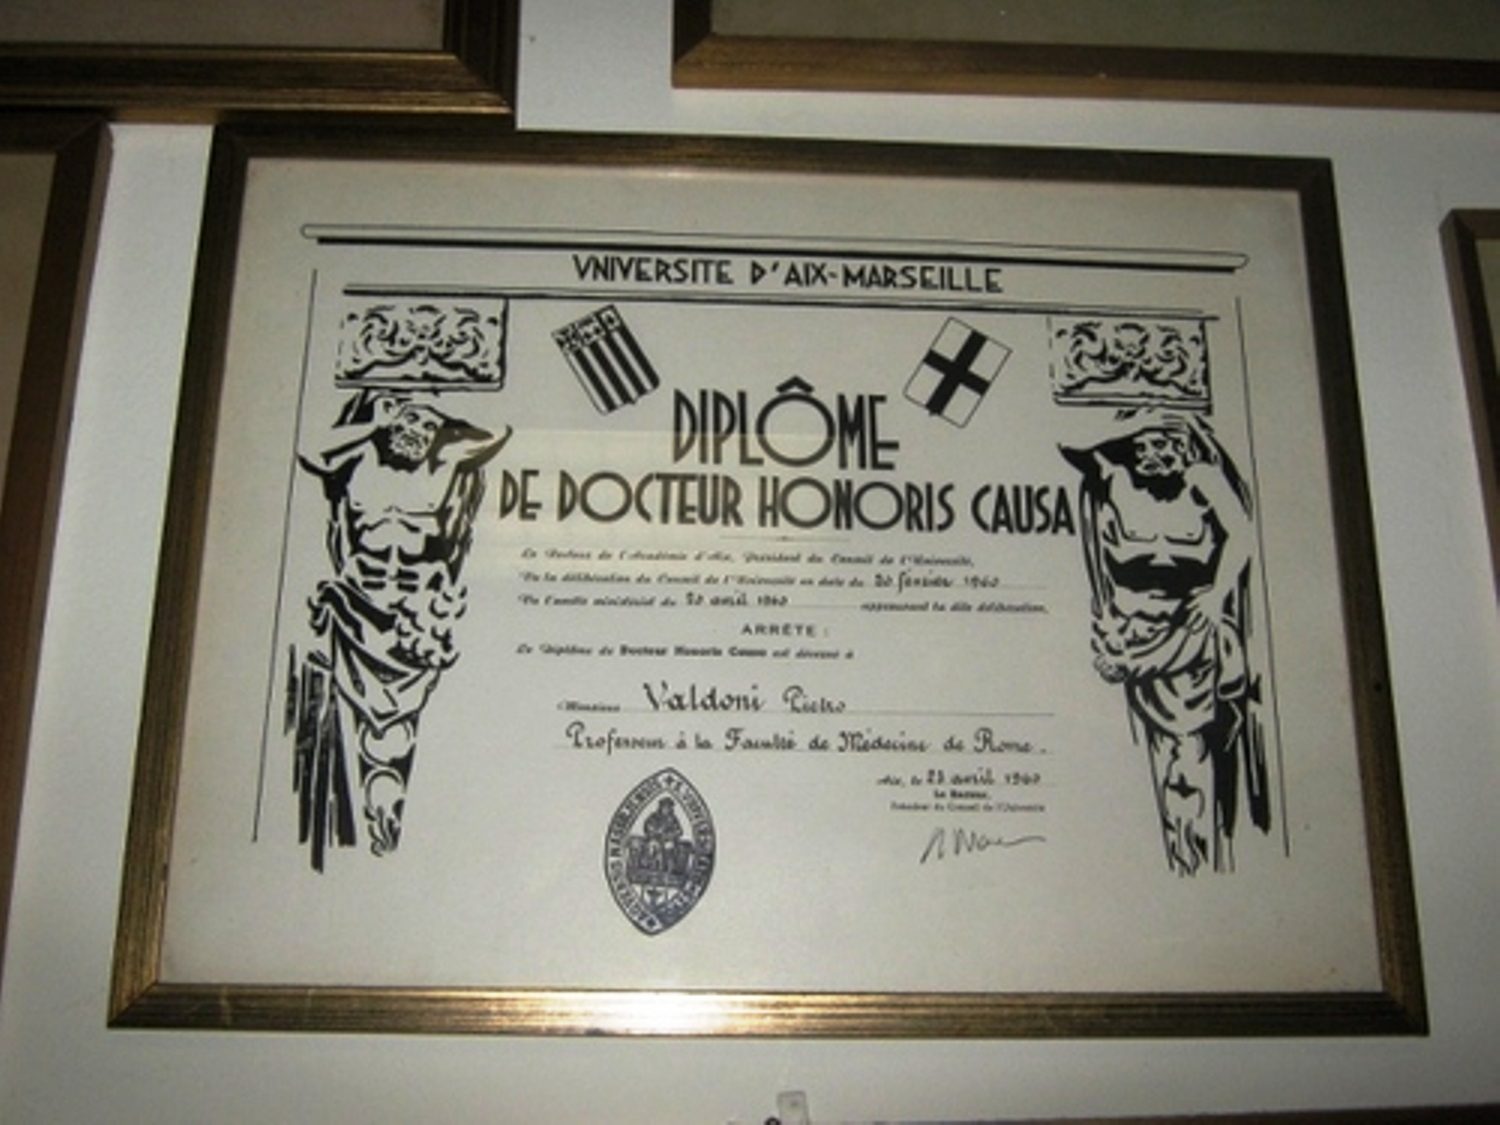 VNIVERSITE D'AIX-MARSEILLE
DIPLÔME
DE DOCTEUR HONORIS CAUSA
Le Recteur de l'Académie d'Aix, Président du Conseil de l'Université,
Vu la délibération du Conseil de l'Université en date du 20 février 1960
Vu l'arrêté ministériel du avril 1960 approuvant la dite délibération,
ARRÊTE :
Le Diplôme de Docteur Honoris Causa est décerné à
Monsieur Valdoni Pietro
Professeur à la Faculté de Médecine de Rome.
Aix, le avril 1960
Le Recteur,
Président du Conseil de l'Université